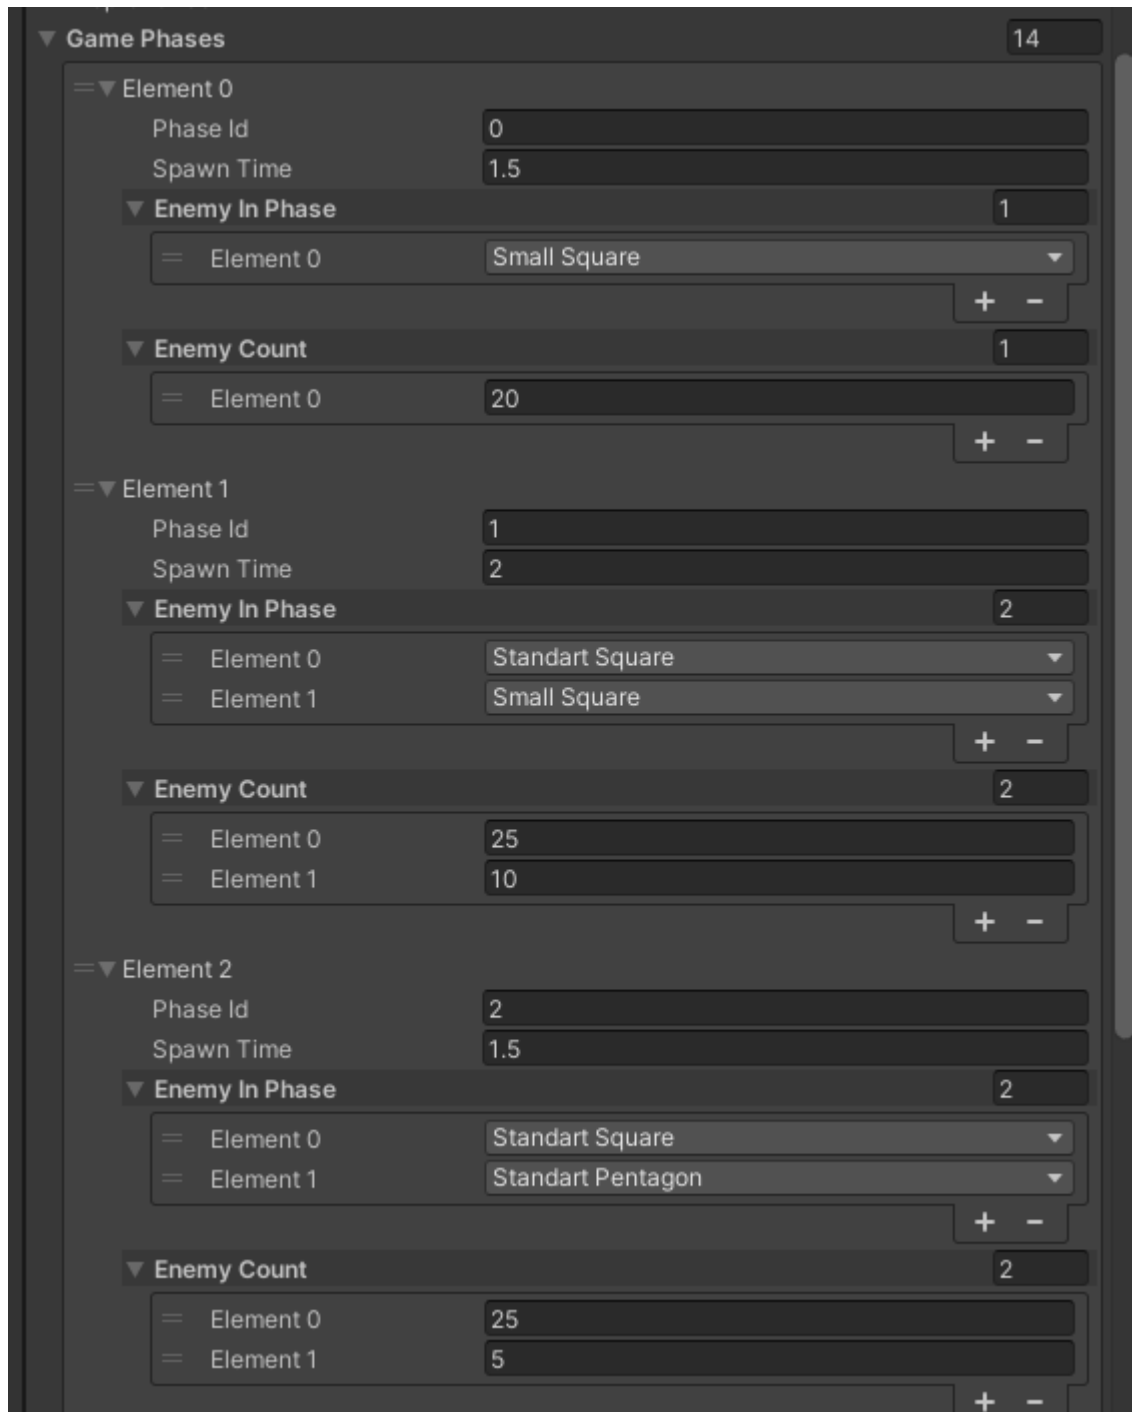 Game Phases 14
Element 0
Phase Id 0
Spawn Time 1.5
Enemy In Phase 1
Element 0 Small Square
+ -
Enemy Count 1
Element 0 20
+ -
Element 1
Phase Id 1
Spawn Time 2
Enemy In Phase 2
Element 0 Standart Square
Element 1 Small Square
+ -
Enemy Count 2
Element 0 25
Element 1 10
+ -
Element 2
Phase Id 2
Spawn Time 1.5
Enemy In Phase 2
Element 0 Standart Square
Element 1 Standart Pentagon
+ -
Enemy Count 2
Element 0 25
Element 1 5
+ -